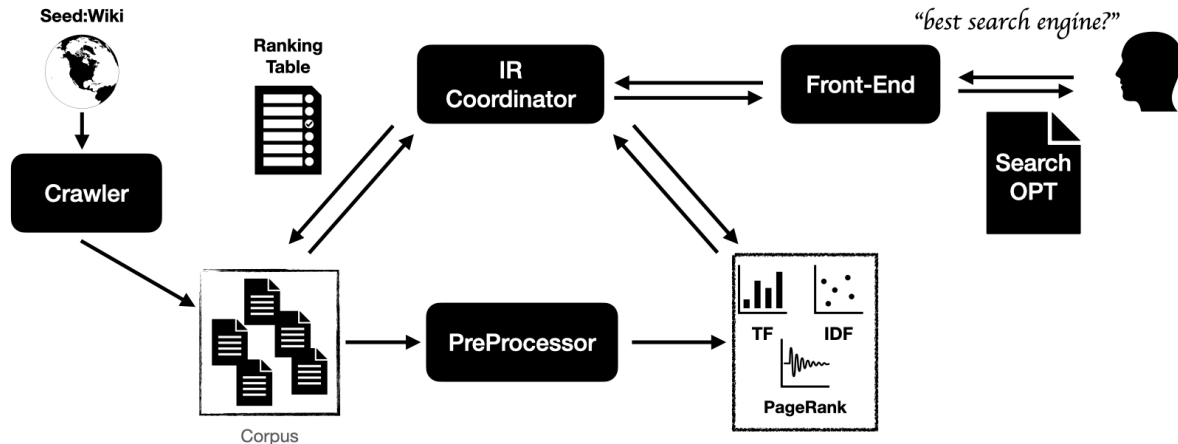 Seed:Wiki
"best search engine?"
Ranking
Table
IR
Coordinator
Front-End
Crawler
Search
OPT
PreProcessor
TF
IDF
PageRank
Corpus